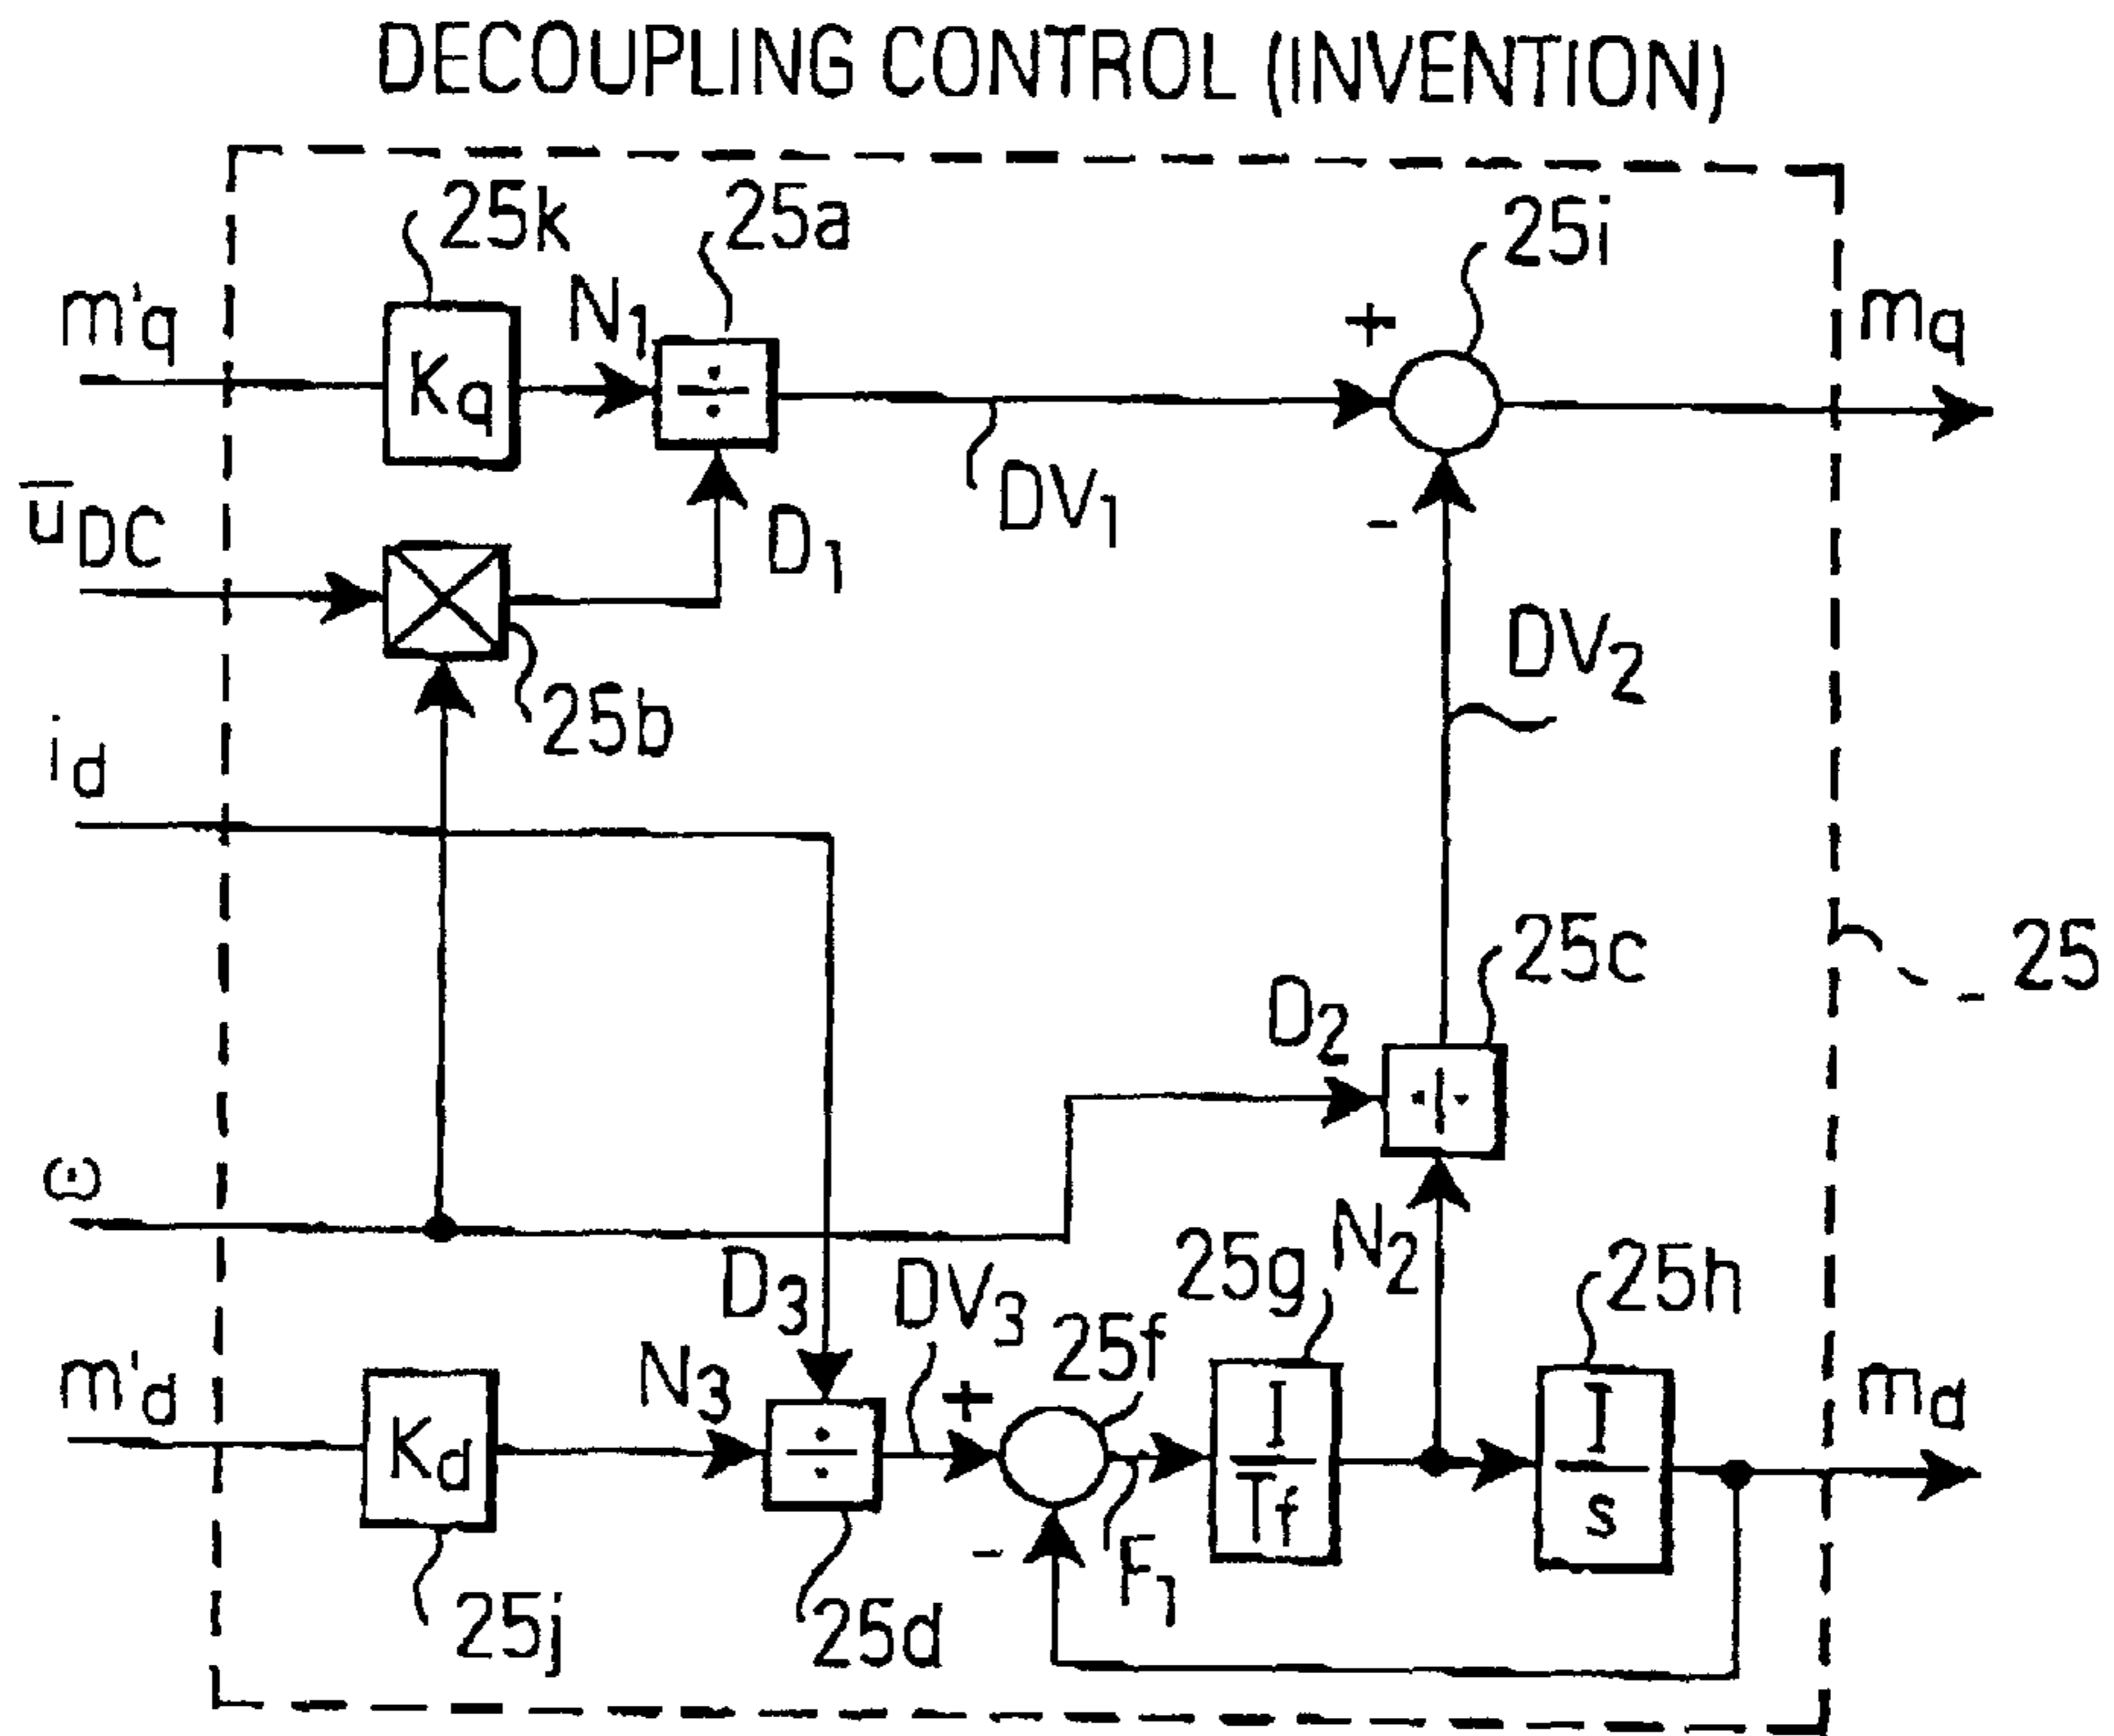 DECOUPLING CONTROL (INVENTION)
25k
25a
25i
m'q
Kq
N1
÷
+
mq
DV1
ūDC
D1
-
25b
DV2
id
25c
25
D2
÷
ω
N2
D3
DV3
25g
25h
25f
m'd
Kd
N3
÷
+
I
Tf
I
s
md
-
F1
25j
25d